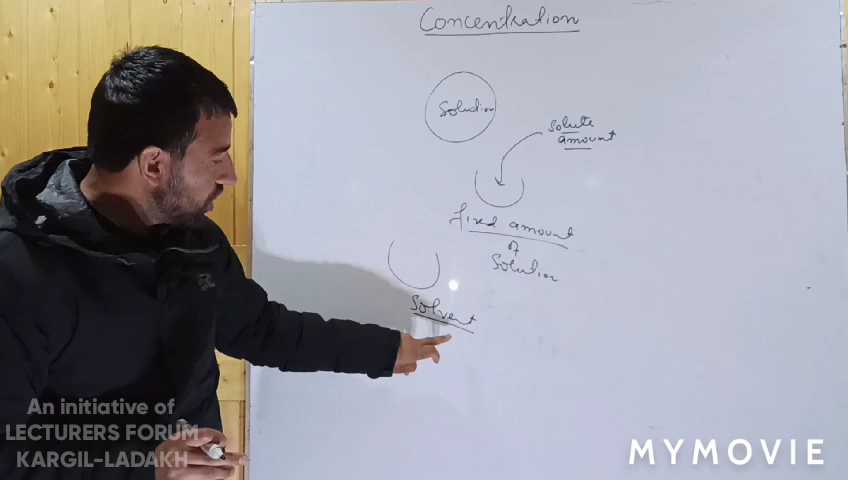 Concentration
Solution
Solute
amount
fixed amount
of
Solution
Solvent
An initiative of
LECTURERS FORUM
KARGIL-LADAKH
MYMOVIE